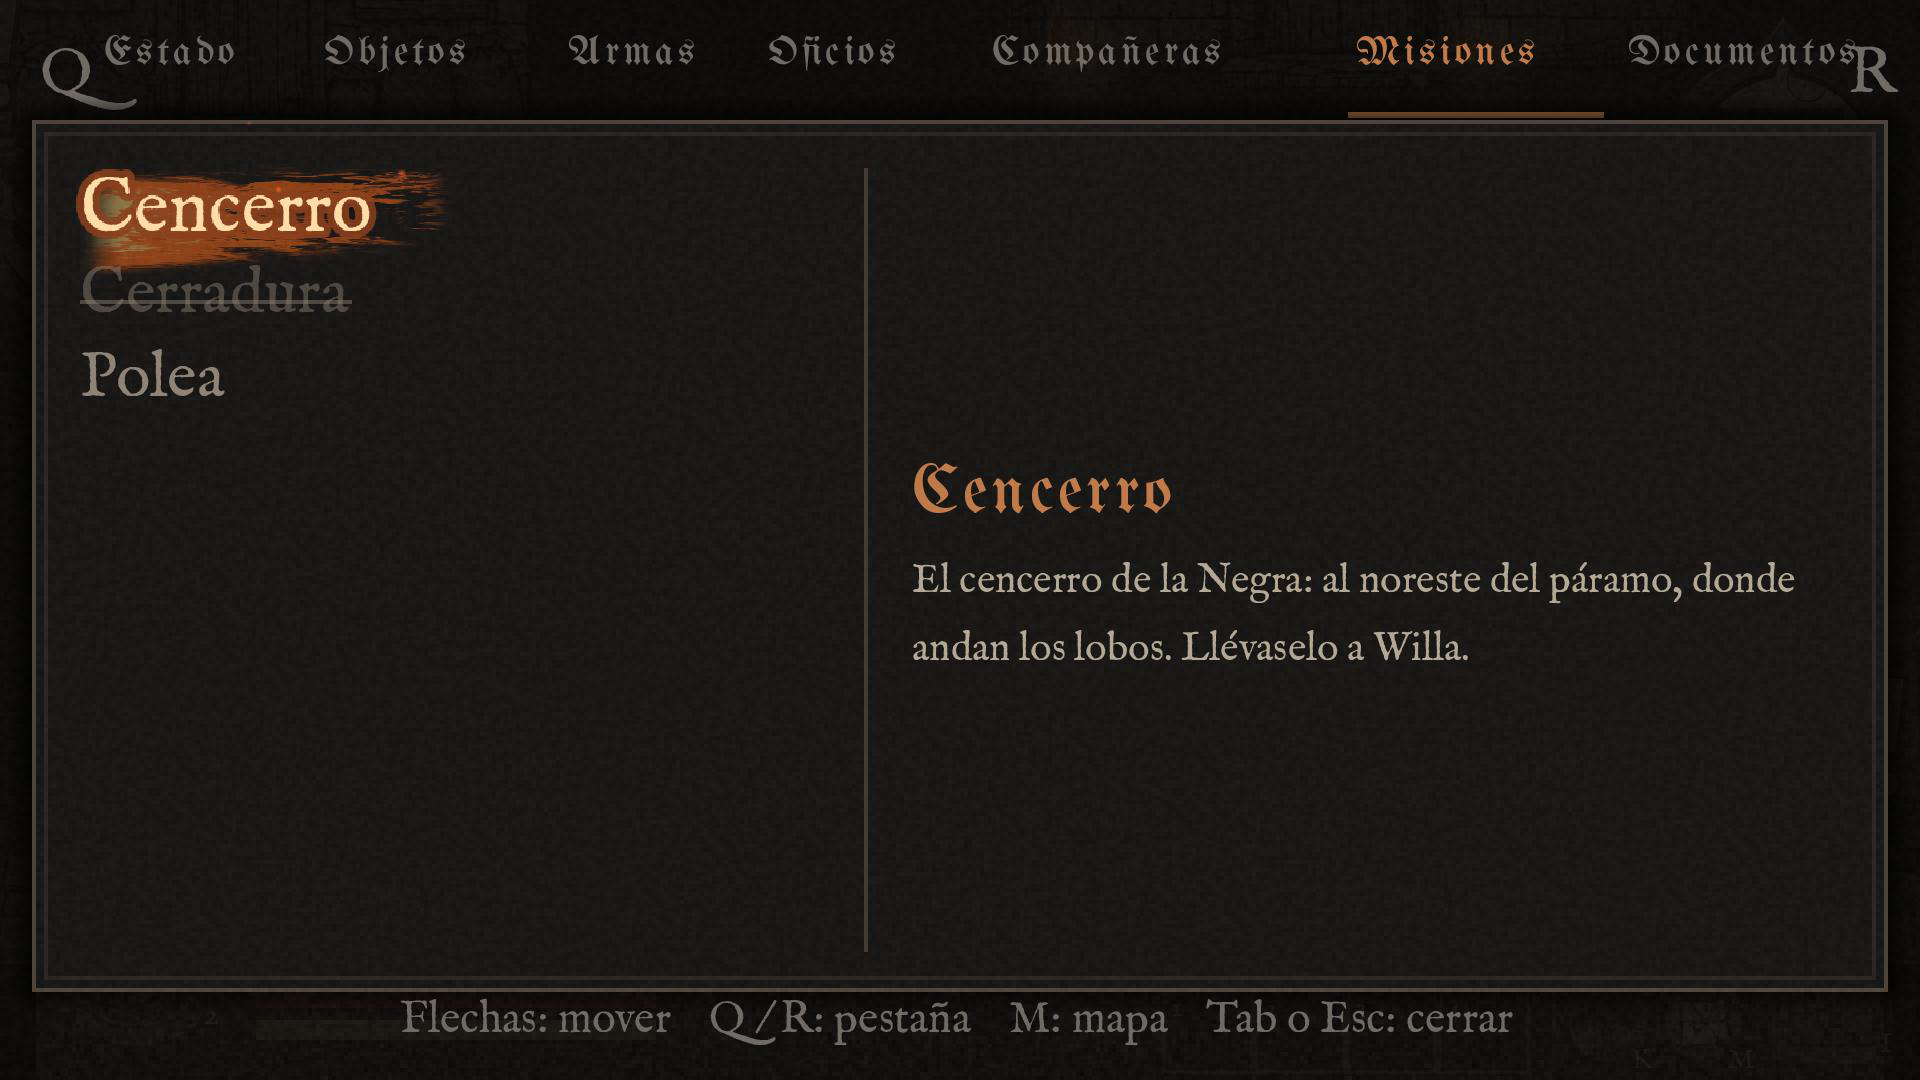 Q Estado Objetos Armas Oficios Compañeras Misiones Documentos R
Cencerro
Cerradura
Polea
Cencerro
El cencerro de la Negra: al noreste del páramo, donde
andan los lobos. Llévaselo a Willa.
Flechas: mover Q/R: pestaña M: mapa Tab o Esc: cerrar
K M